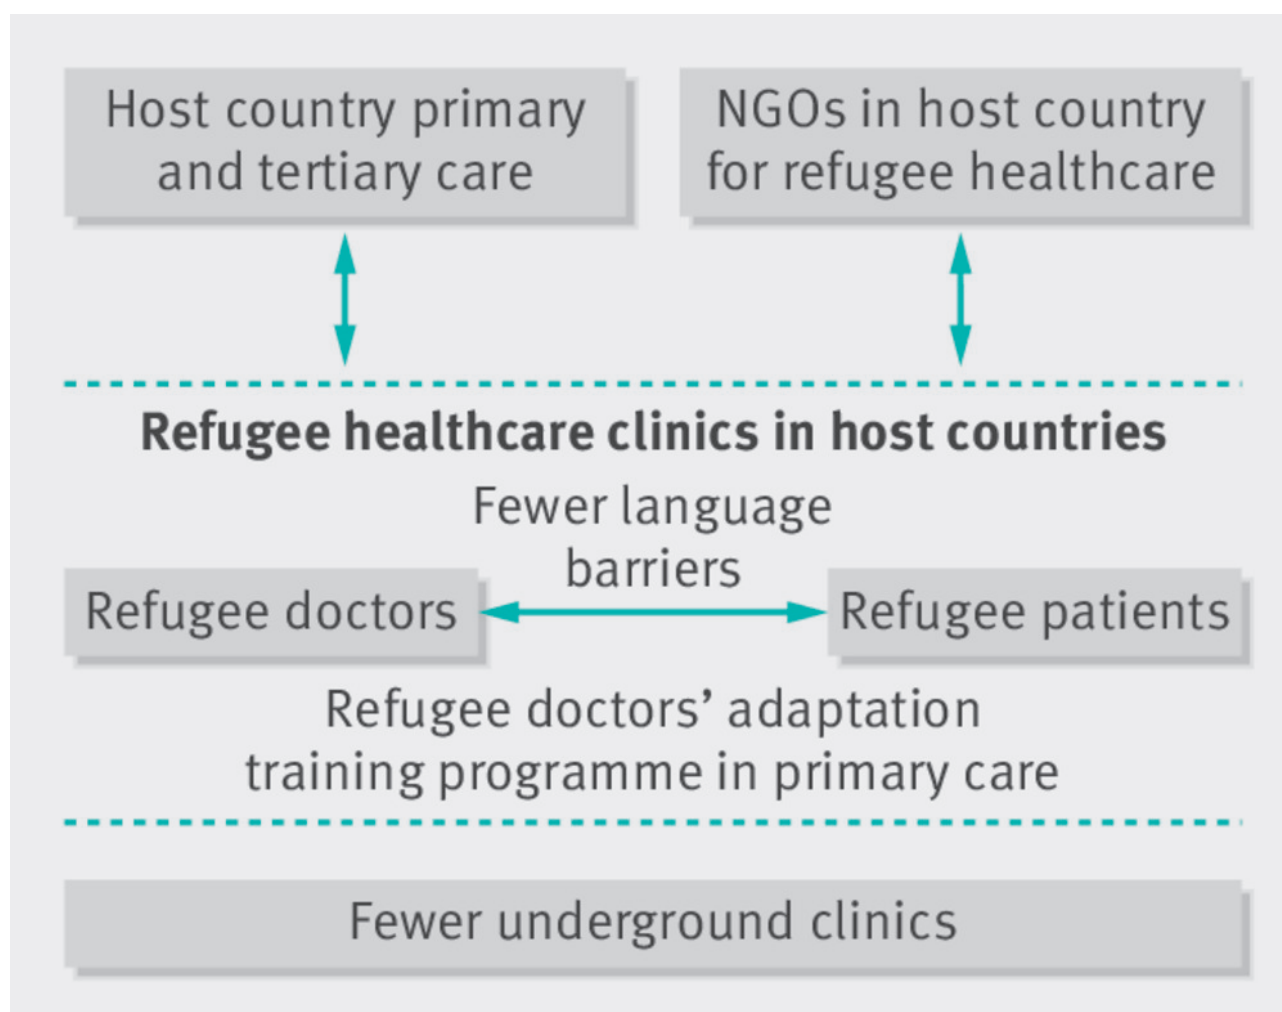 Host country primary
and tertiary care
NGOs in host country
for refugee healthcare
Refugee healthcare clinics in host countries
Fewer language
barriers
Refugee doctors
Refugee patients
Refugee doctors’ adaptation
training programme in primary care
Fewer underground clinics